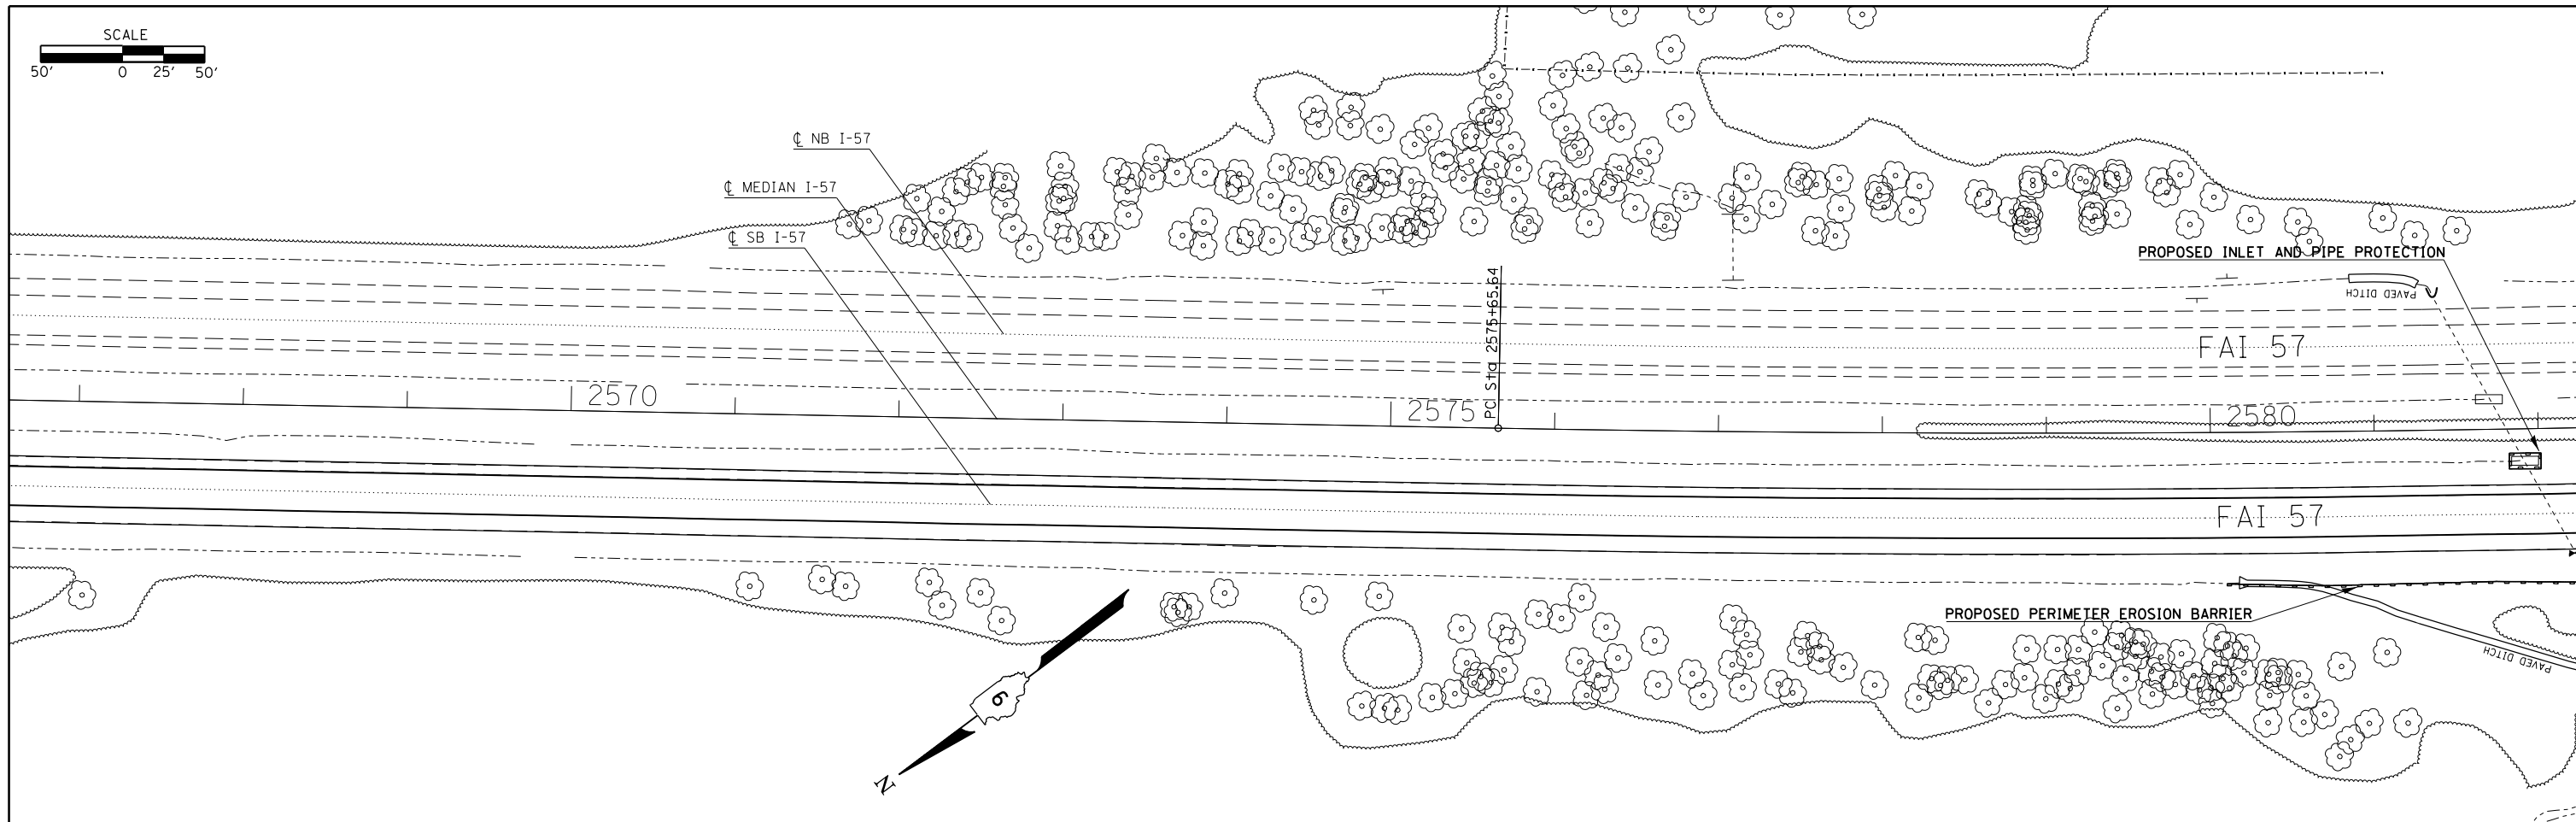 SCALE
50' 0 25' 50'
℄ NB I-57
℄ MEDIAN I-57
℄ SB I-57
PROPOSED INLET AND PIPE PROTECTION
PAVED DITCH
FAI 57
PC Sta 2575+65.64
2570
2575
2580
FAI 57
PROPOSED PERIMETER EROSION BARRIER
PAVED DITCH
6
N